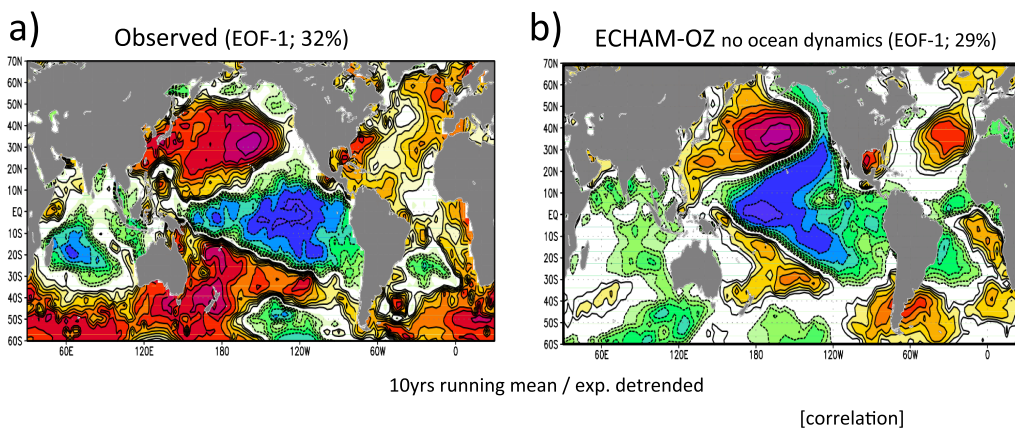 a) Observed (EOF-1; 32%)
70N
60N
50N
40N
30N
20N
10N
EQ
10S
20S
30S
40S
50S
60S
60E 120E 180 120W 60W 0
b) ECHAM-OZ no ocean dynamics (EOF-1; 29%)
70N
60N
50N
40N
30N
20N
10N
EQ
10S
20S
30S
40S
50S
60S
60E 120E 180 120W 60W 0
10yrs running mean / exp. detrended
[correlation]